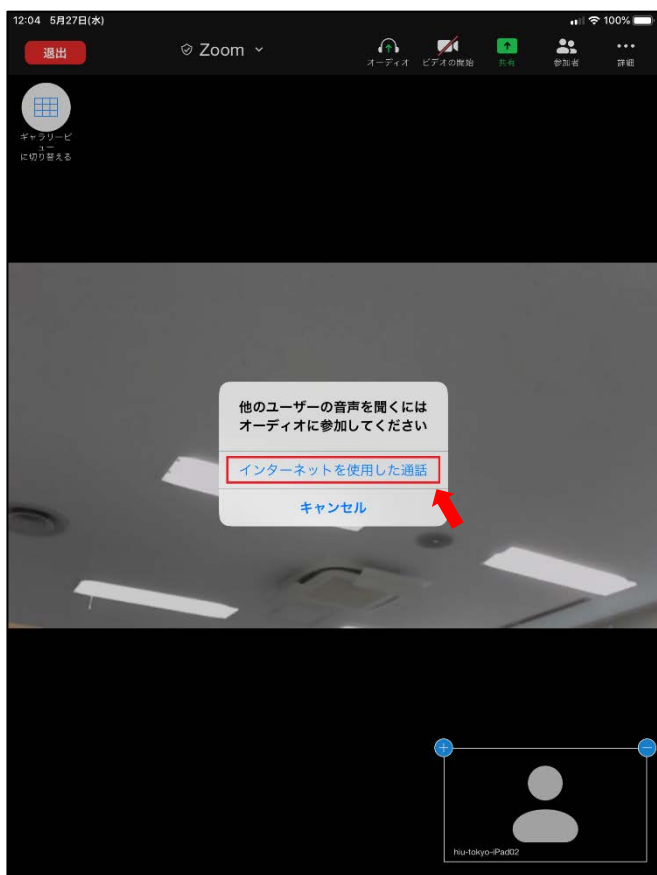 12:04 5月27日(水)
100%
退出
Zoom
オーディオ
ビデオの開始
共有
参加者
詳細
ギャラリービ
ュー
に切り替える
他のユーザーの音声を聞くには
オーディオに参加してください
インターネットを使用した通話
キャンセル
hiu-tokyo-iPad02